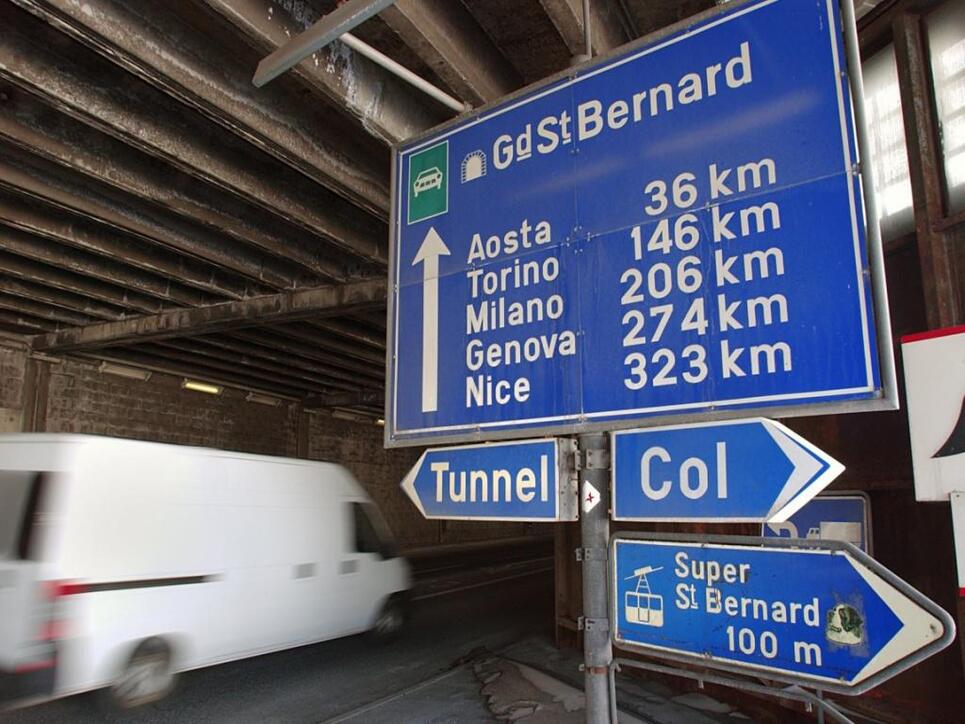 Gd St Bernard
Aosta 36 km
Torino 146 km
Milano 206 km
Genova 274 km
Nice 323 km
Tunnel
Col
Super
St Bernard
100 m